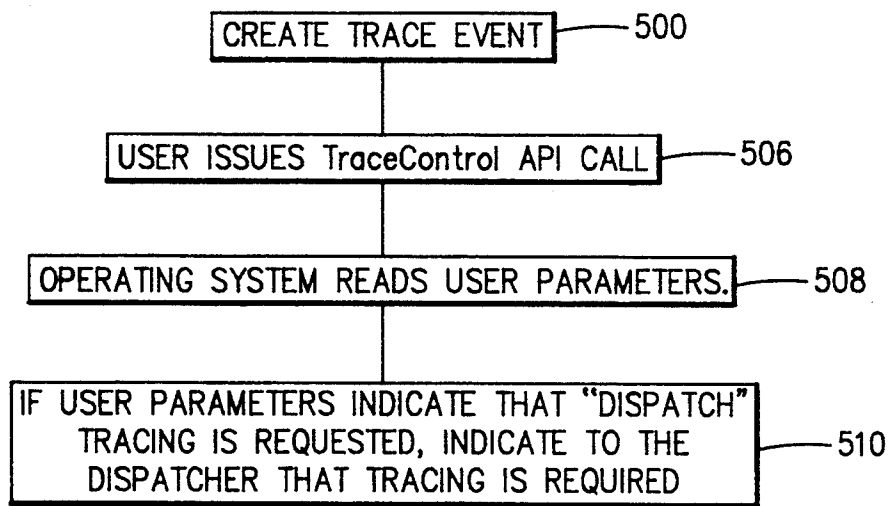 CREATE TRACE EVENT 500
USER ISSUES TraceControl API CALL 506
OPERATING SYSTEM READS USER PARAMETERS. 508
IF USER PARAMETERS INDICATE THAT “DISPATCH”
TRACING IS REQUESTED, INDICATE TO THE 510
DISPATCHER THAT TRACING IS REQUIRED